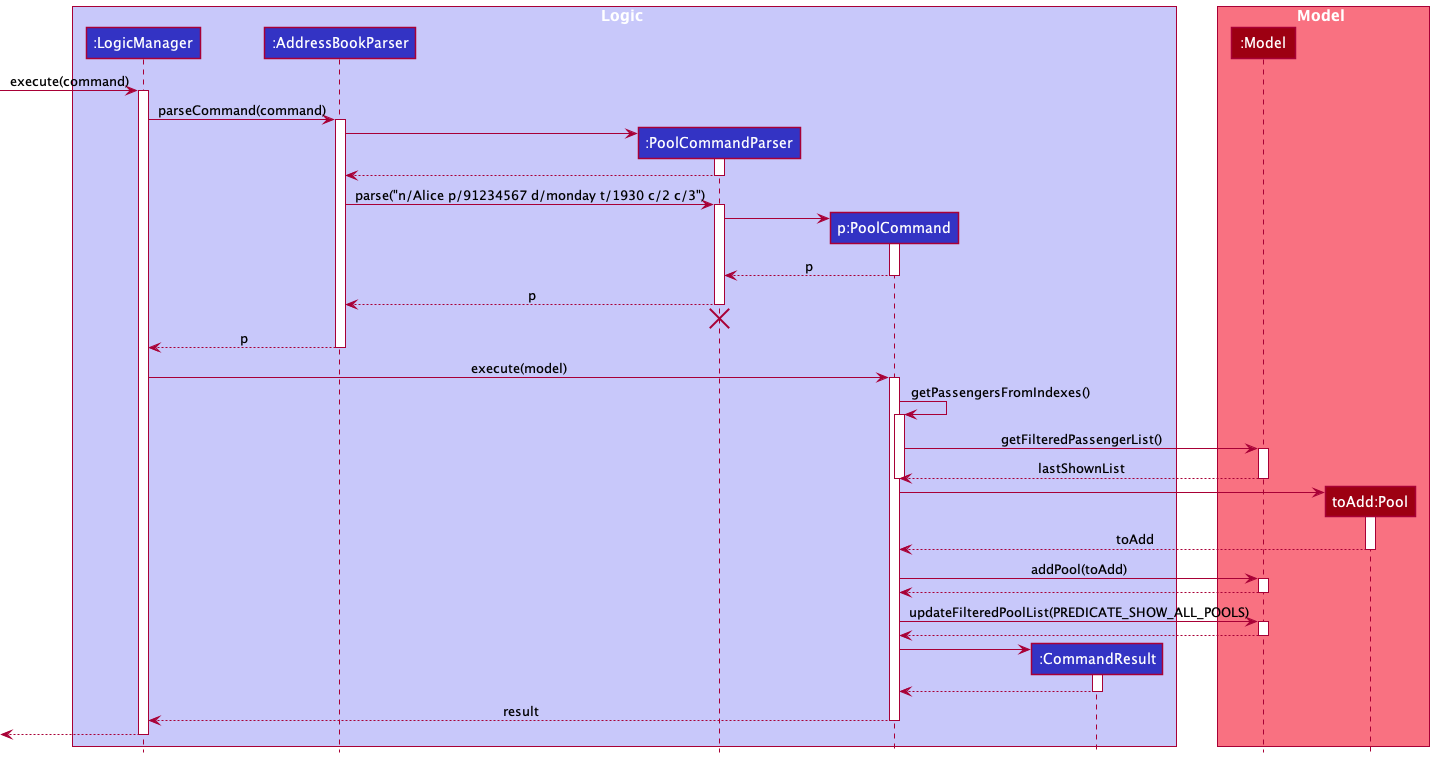 Logic
Model
:LogicManager
:AddressBookParser
:Model
execute(command)
parseCommand(command)
:PoolCommandParser
parse("n/Alice p/91234567 d/monday t/1930 c/2 c/3")
p:PoolCommand
p
p
p
execute(model)
getPassengersFromIndexes()
getFilteredPassengerList()
lastShownList
toAdd:Pool
toAdd
addPool(toAdd)
updateFilteredPoolList(PREDICATE_SHOW_ALL_POOLS)
:CommandResult
result